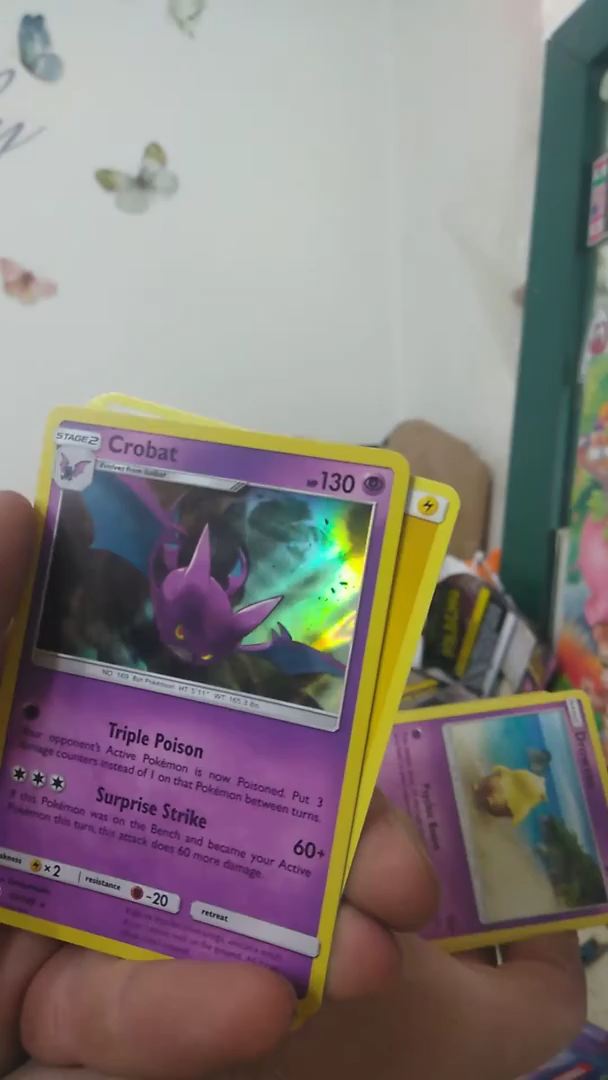 STAGE2
Crobat
Evolves from Golbat
HP 130
NO. 169 Bat Pokémon HT: 5'11" WT: 165.3 lbs.
Triple Poison
Your opponent's Active Pokémon is now Poisoned. Put 3
damage counters instead of 1 on that Pokémon between turns.
Surprise Strike
60+
If this Pokémon was on the Bench and became your Active
Pokémon this turn, this attack does 60 more damage.
×2
resistance
-20
retreat
Drowzee